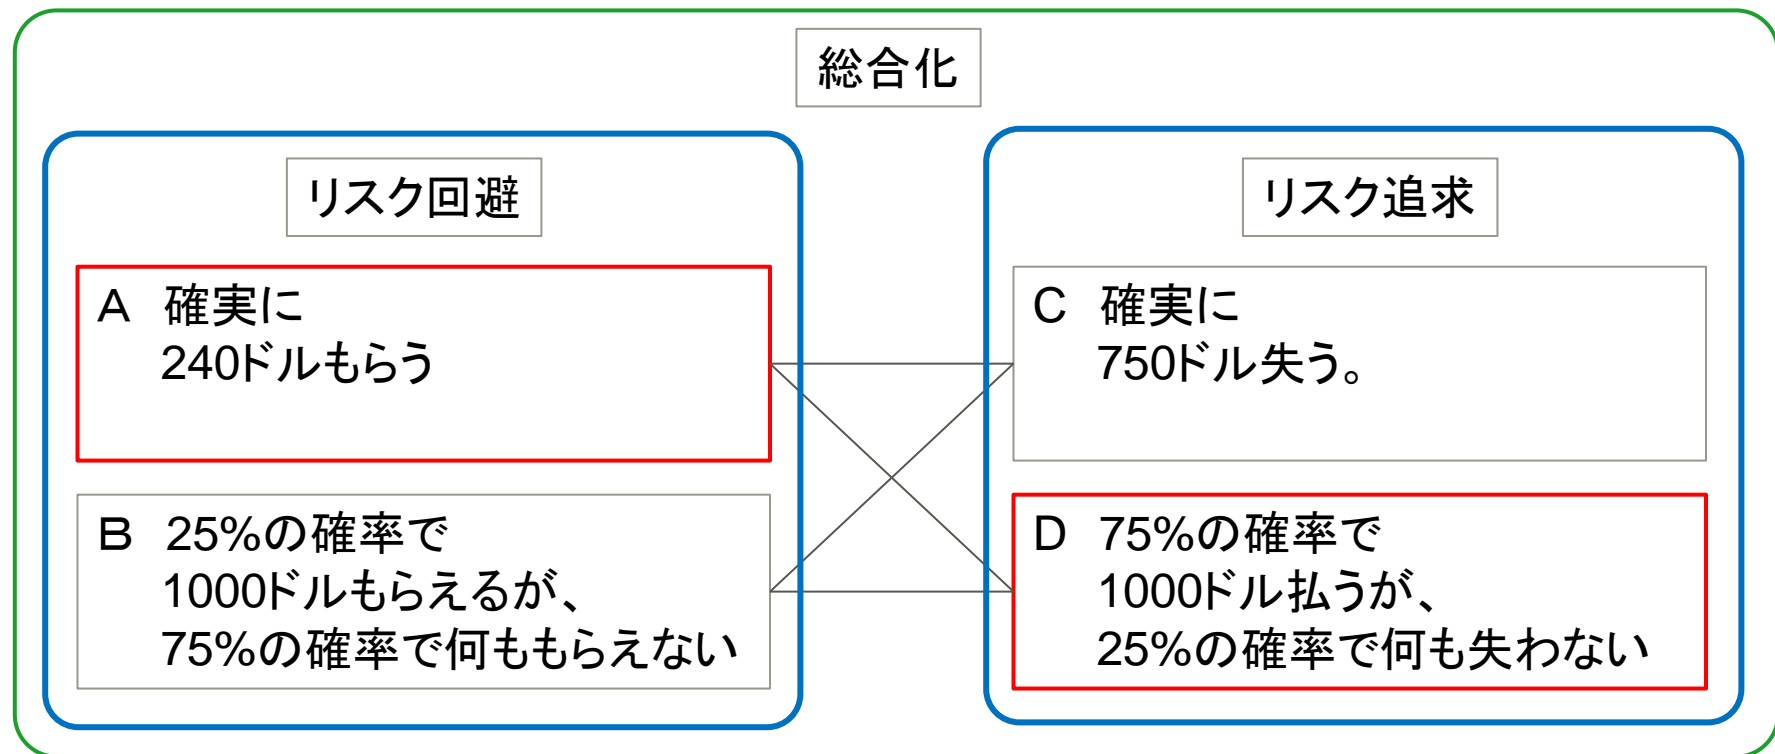 総合化
リスク回避
A 確実に
240ドルもらう
B 25%の確率で
1000ドルもらえるが、
75%の確率で何ももらえない
リスク追求
C 確実に
750ドル失う。
D 75%の確率で
1000ドル払うが、
25%の確率で何も失わない